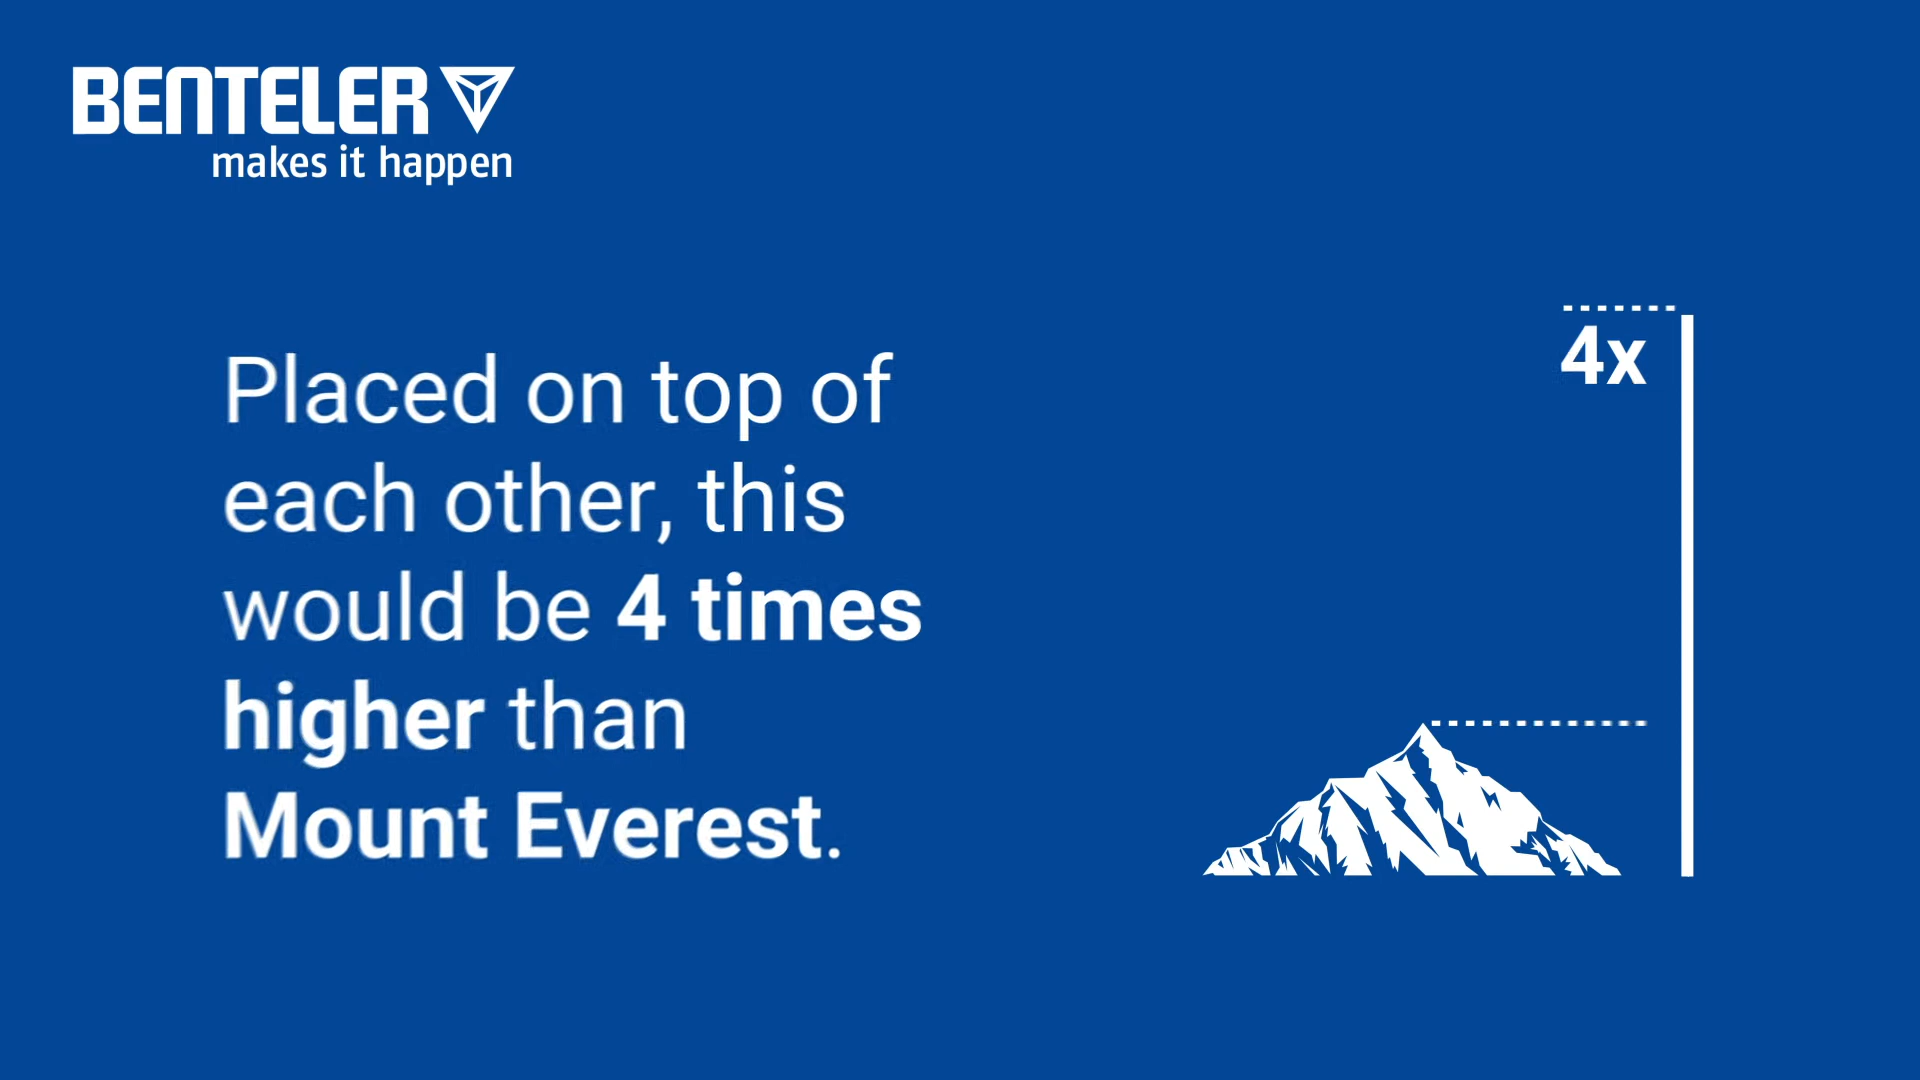 BENTELER
makes it happen
Placed on top of
each other, this
would be 4 times
higher than
Mount Everest.
4x